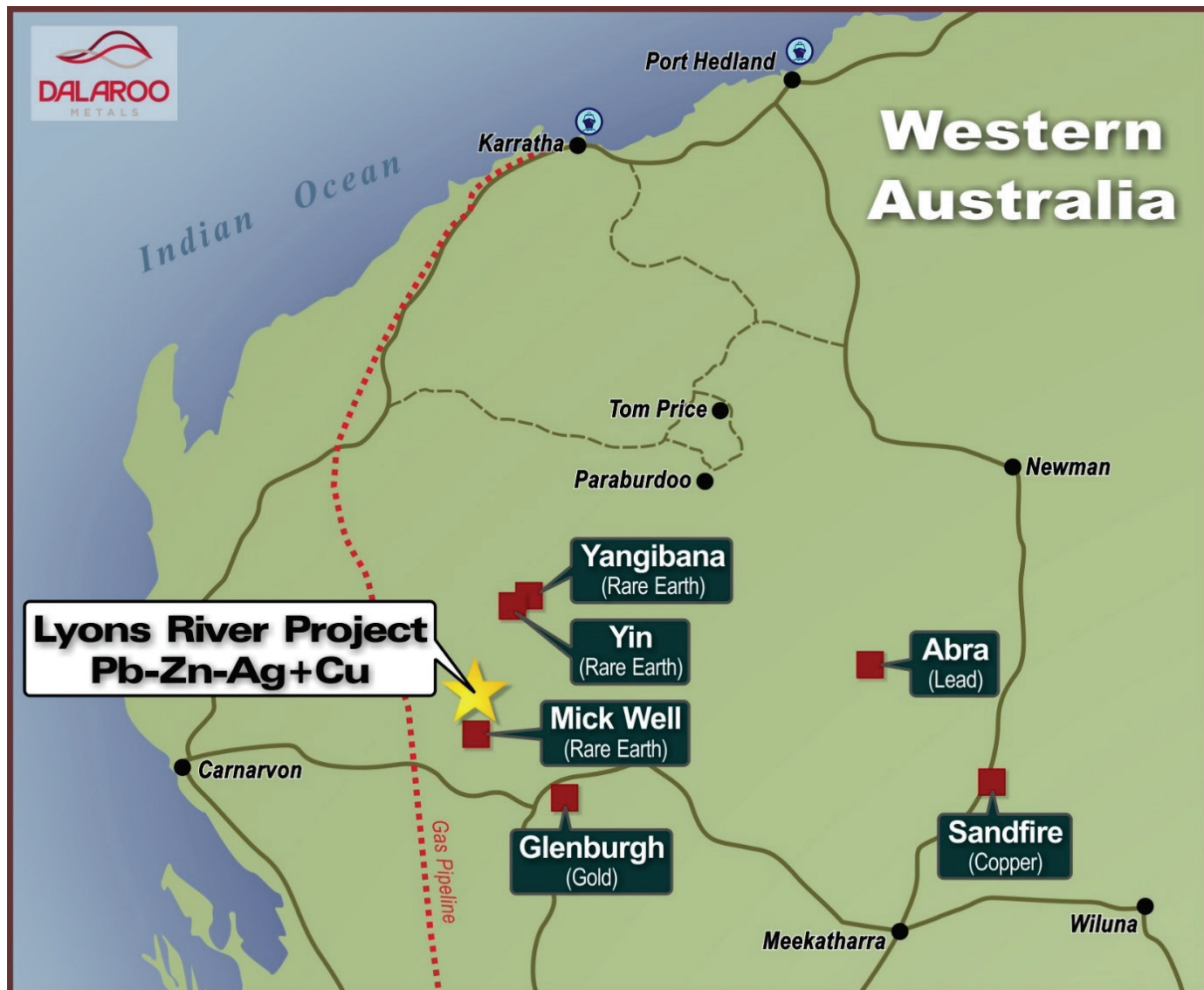 DALAROO
METALS
Port Hedland
Karratha
Western
Australia
Indian Ocean
Tom Price
Newman
Paraburdoo
Yangibana
(Rare Earth)
Lyons River Project
Pb-Zn-Ag+Cu
Yin
(Rare Earth)
Abra
(Lead)
Mick Well
(Rare Earth)
Carnarvon
Gas Pipeline
Glenburgh
(Gold)
Sandfire
(Copper)
Meekatharra
Wiluna